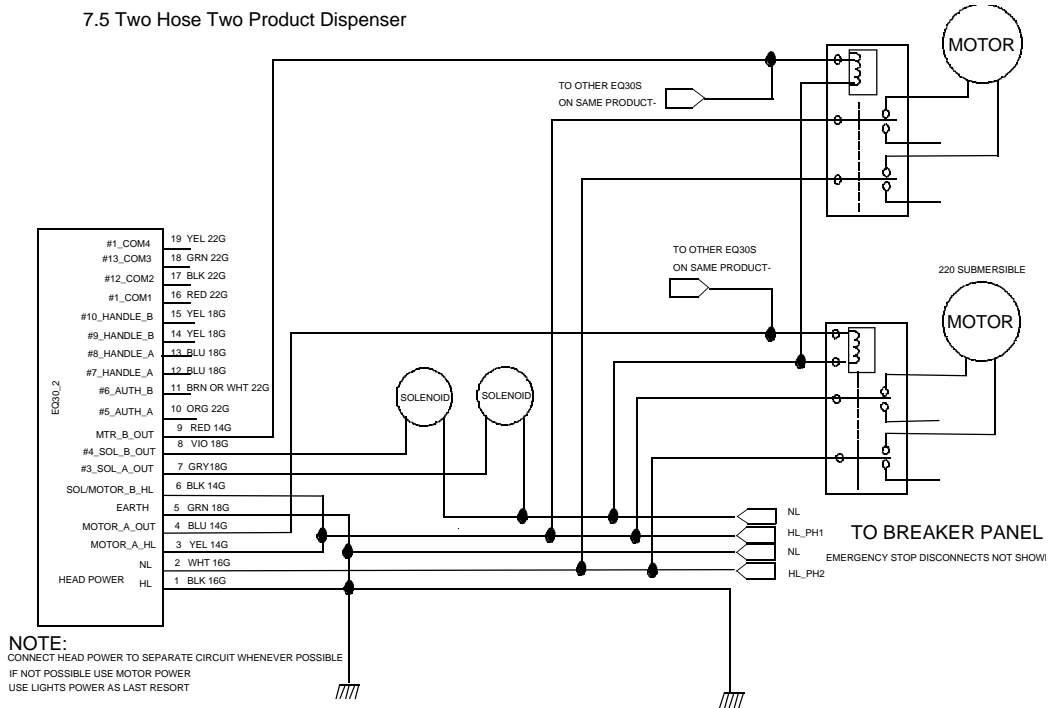 7.5 Two Hose Two Product Dispenser
MOTOR
TO OTHER EQ30S
ON SAME PRODUCT-
TO OTHER EQ30S
ON SAME PRODUCT-
220 SUBMERSIBLE
MOTOR
#1_COM4 19 YEL 22G
#13_COM3 18 GRN 22G
#12_COM2 17 BLK 22G
#1_COM1 16 RED 22G
#10_HANDLE_B 15 YEL 18G
#9_HANDLE_B 14 YEL 18G
#8_HANDLE_A 13 BLU 18G
#7_HANDLE_A 12 BLU 18G
#6_AUTH_B 11 BRN OR WHT 22G
#5_AUTH_A 10 ORG 22G
MTR_B_OUT 9 RED 14G
#4_SOL_B_OUT 8 VIO 18G
#3_SOL_A_OUT 7 GRY18G
SOL/MOTOR_B_HL 6 BLK 14G
EARTH 5 GRN 18G
MOTOR_A_OUT 4 BLU 14G
MOTOR_A_HL 3 YEL 14G
NL 2 WHT 16G
HEAD POWER HL 1 BLK 16G
EQ30_2
SOLENOID
SOLENOID
NL
HL_PH1
NL
HL_PH2
TO BREAKER PANEL
EMERGENCY STOP DISCONNECTS NOT SHOW
NOTE:
CONNECT HEAD POWER TO SEPARATE CIRCUIT WHENEVER POSSIBLE
IF NOT POSSIBLE USE MOTOR POWER
USE LIGHTS POWER AS LAST RESORT